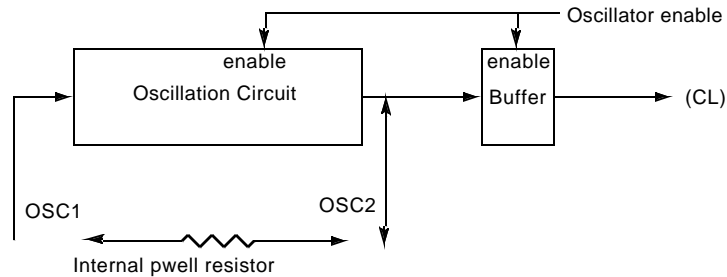 Oscillator enable
enable
enable
Oscillation Circuit
Buffer
(CL)
OSC1
OSC2
Internal pwell resistor